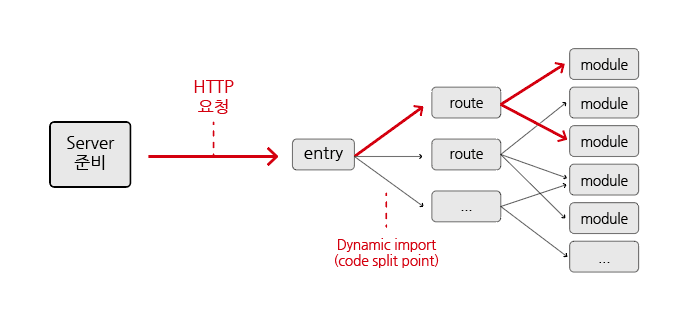 Server
준비
HTTP
요청
entry
Dynamic import
(code split point)
route
route
...
module
module
module
module
module
...